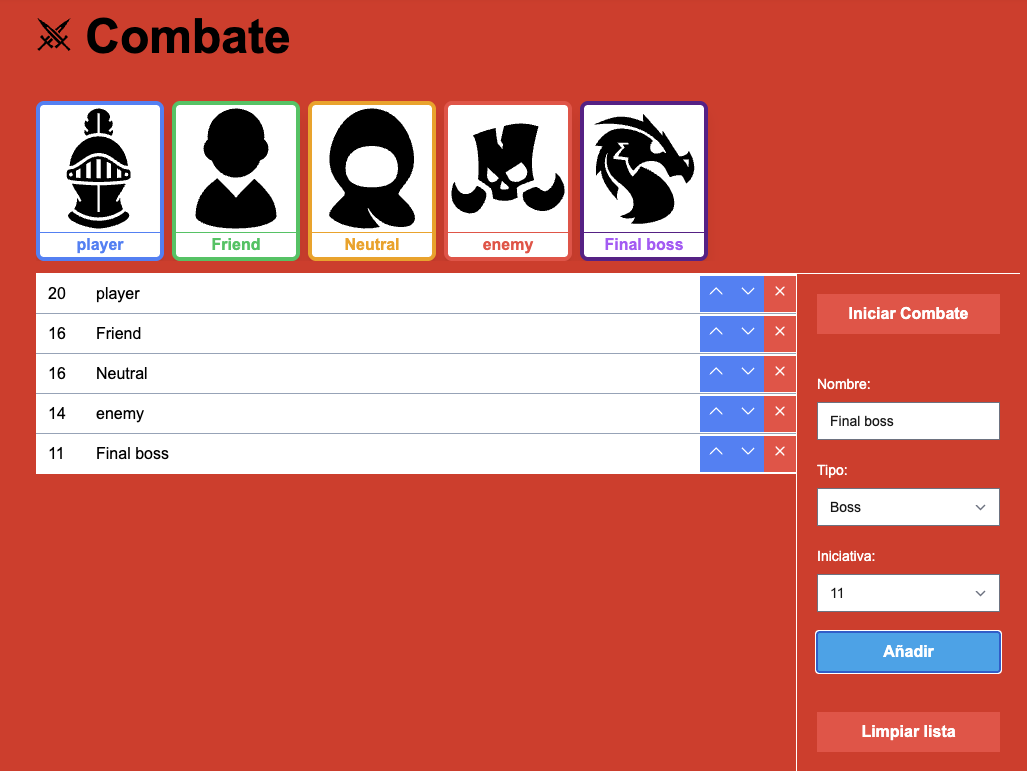 Combate
player
Friend
Neutral
enemy
Final boss
20 player
16 Friend
16 Neutral
14 enemy
11 Final boss
Iniciar Combate
Nombre:
Final boss
Tipo:
Boss
Iniciativa:
11
Añadir
Limpiar lista